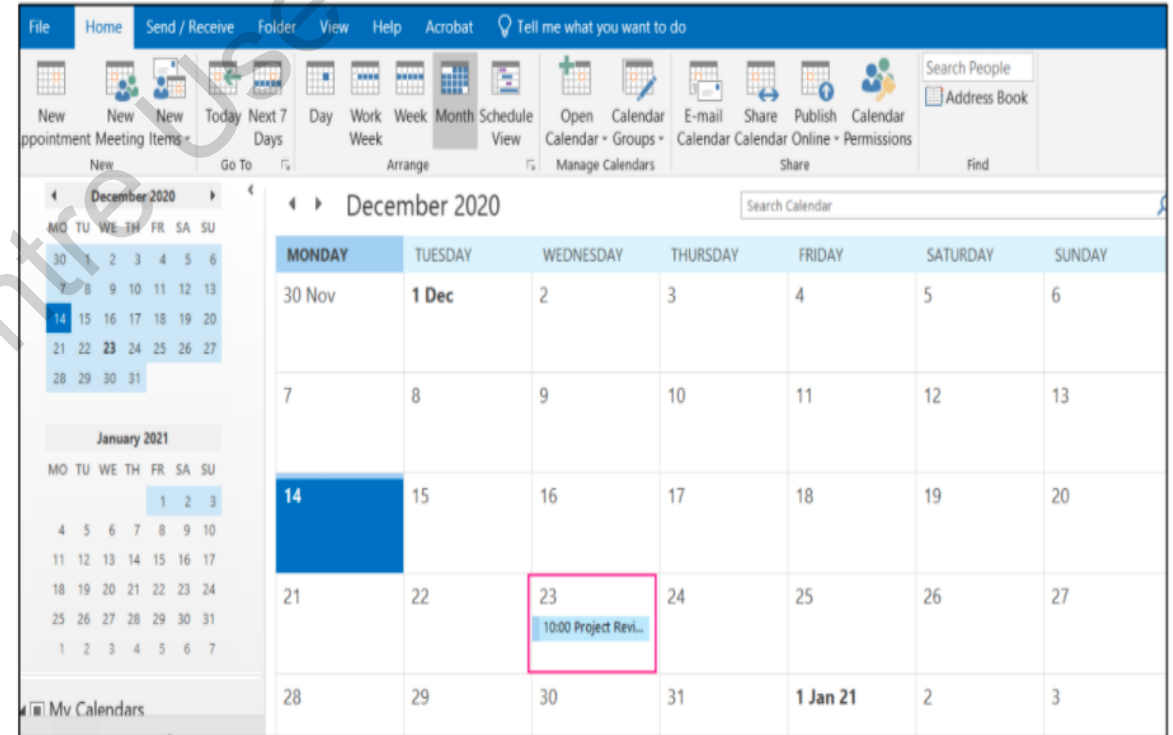 File Home Send / Receive Folder View Help Acrobat Tell me what you want to do
New
ppointment
New
Meeting
New
Items
Today
Next 7
Days
Day
Work
Week
Week
Month
Schedule
View
Open
Calendar
Calendar
Groups
E-mail
Calendar
Share
Calendar
Publish
Online
Calendar
Permissions
Search People
Address Book
New Go To Arrange Manage Calendars Share Find
December 2020
MO TU WE TH FR SA SU
30 1 2 3 4 5 6
7 8 9 10 11 12 13
14 15 16 17 18 19 20
21 22 23 24 25 26 27
28 29 30 31
January 2021
MO TU WE TH FR SA SU
1 2 3
4 5 6 7 8 9 10
11 12 13 14 15 16 17
18 19 20 21 22 23 24
25 26 27 28 29 30 31
1 2 3 4 5 6 7
My Calendars
December 2020
Search Calendar
MONDAY TUESDAY WEDNESDAY THURSDAY FRIDAY SATURDAY SUNDAY
30 Nov 1 Dec 2 3 4 5 6
7 8 9 10 11 12 13
14 15 16 17 18 19 20
21 22 23 24 25 26 27
10:00 Project Revi...
28 29 30 31 1 Jan 21 2 3
ntre Use